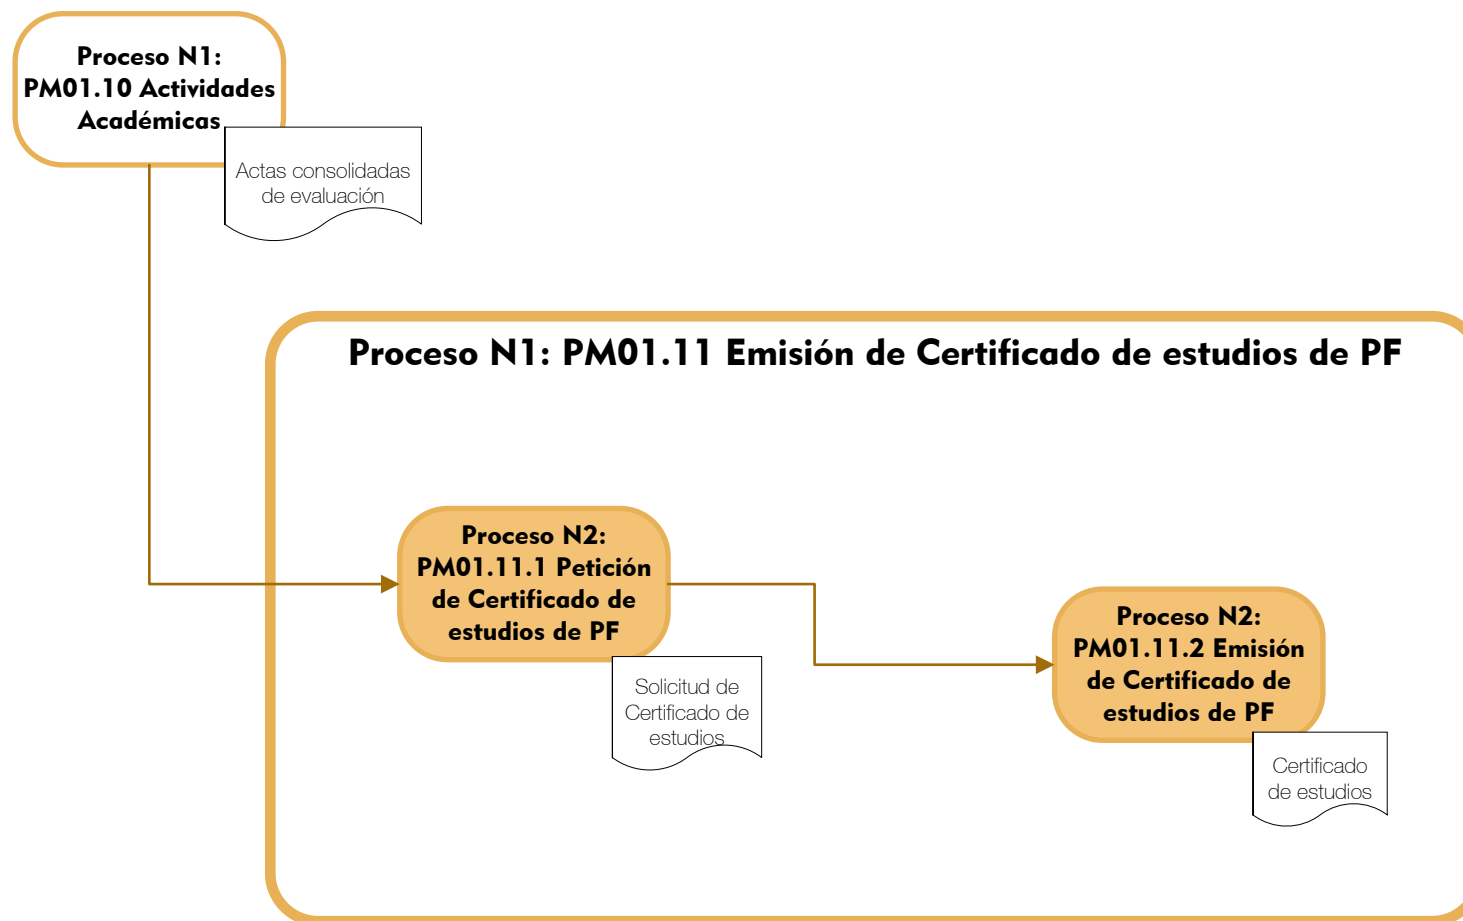 Proceso N1:
PM01.10 Actividades
Académicas
Actas consolidadas
de evaluación
Proceso N1: PM01.11 Emisión de Certificado de estudios de PF
Proceso N2:
PM01.11.1 Petición
de Certificado de
estudios de PF
Solicitud de
Certificado de
estudios
Proceso N2:
PM01.11.2 Emisión
de Certificado de
estudios de PF
Certificado
de estudios